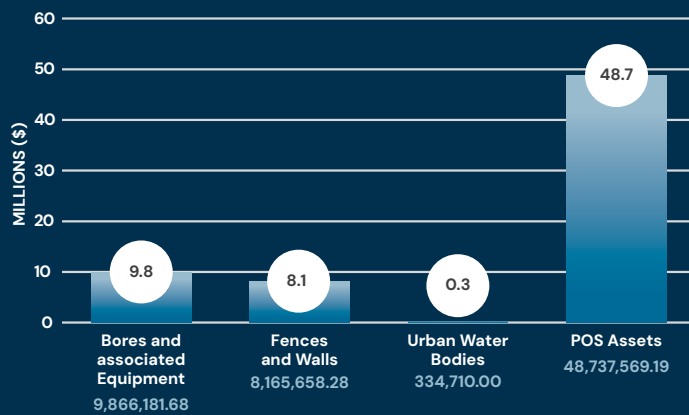 MILLIONS ($)
60
50
40
30
20
10
0
9.8
8.1
0.3
48.7
Bores and
associated
Equipment
9,866,181.68
Fences
and Walls
8,165,658.28
Urban Water
Bodies
334,710.00
POS Assets
48,737,569.19